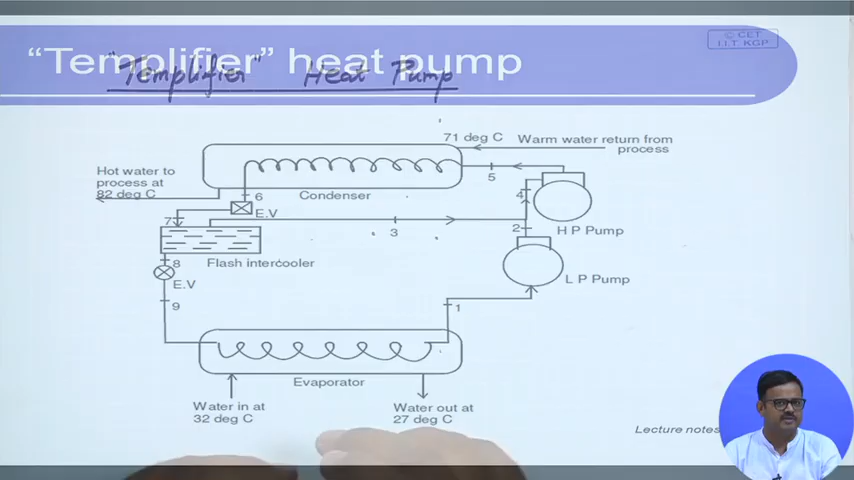 "Templifier" heat pump
"Templifier" Heat Pump
© CET
I.I.T. KGP
71 deg C
Warm water return from
process
Hot water to
process at
82 deg C
5
6
Condenser
4
E.V
7
H P Pump
2
3
8
Flash intercooler
L P Pump
E.V
9
1
Evaporator
Water in at
32 deg C
Water out at
27 deg C
Lecture notes